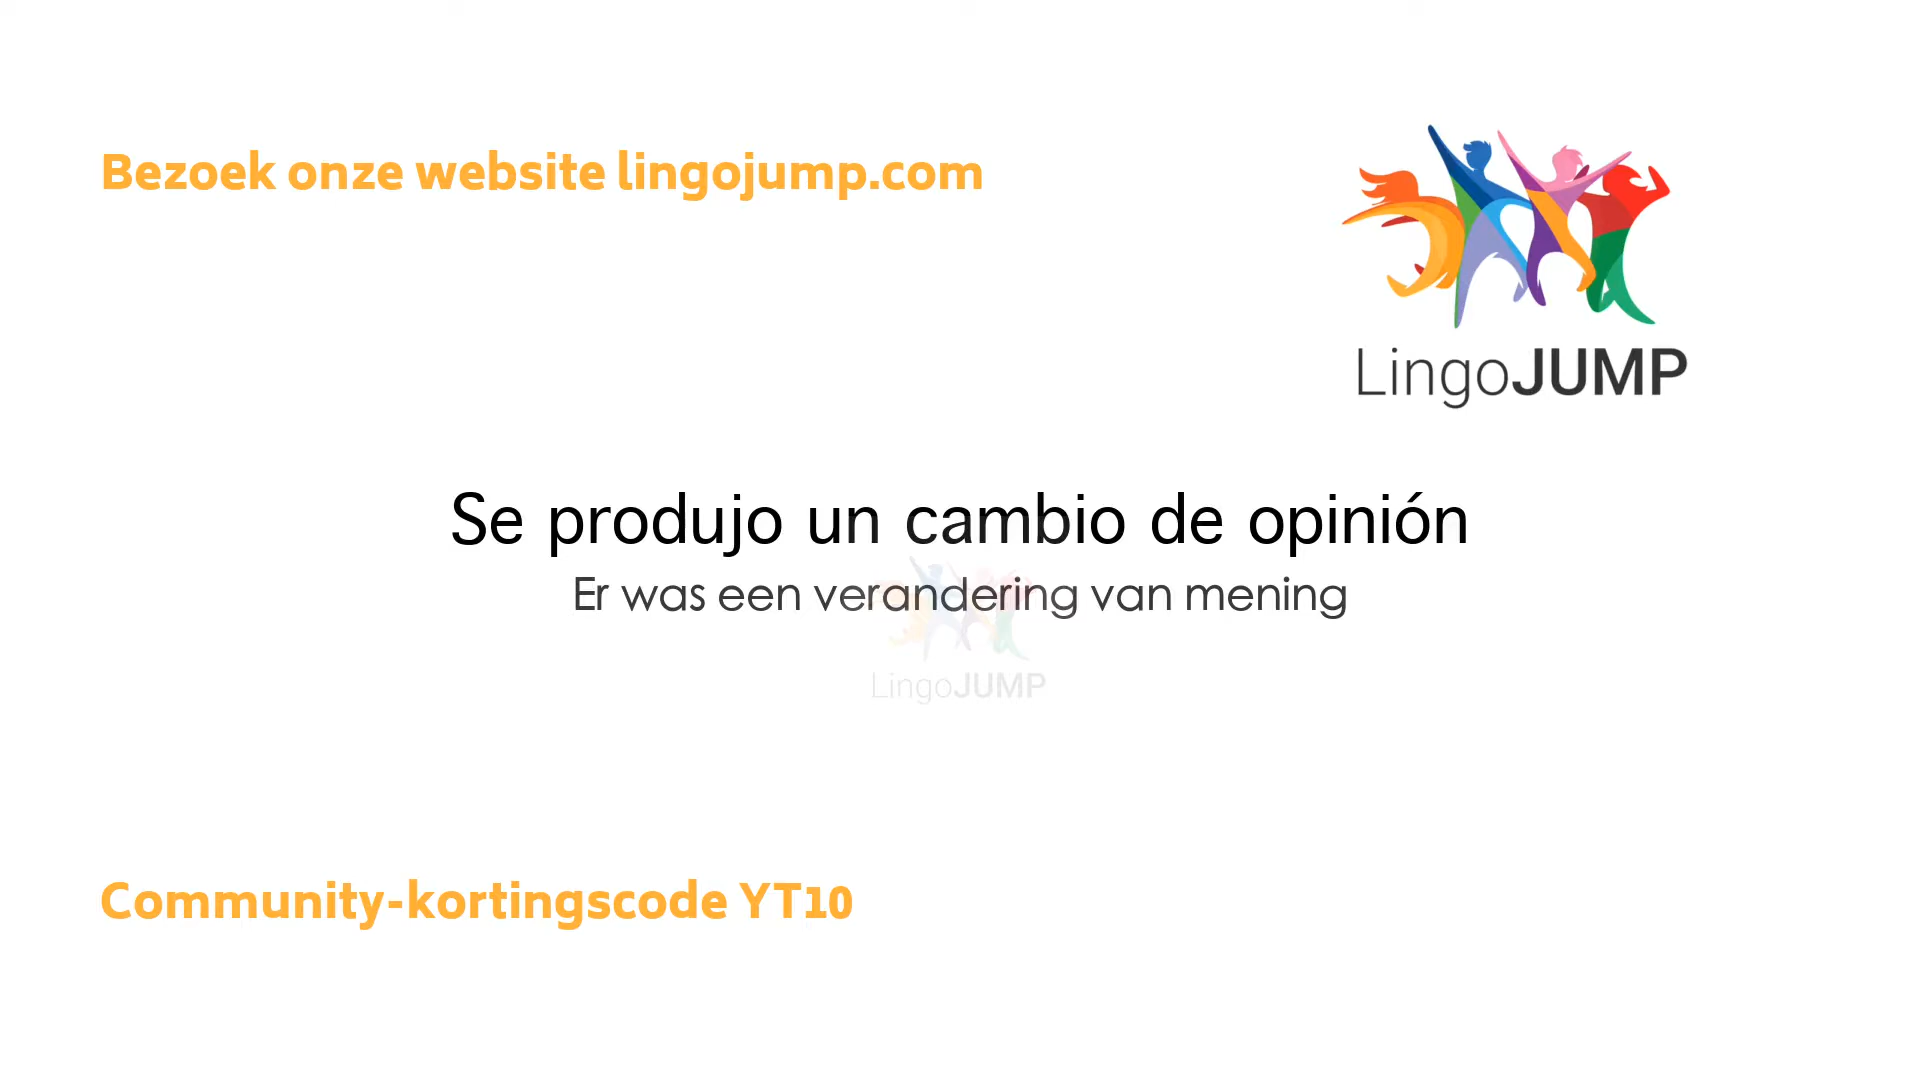 Bezoek onze website lingojump.com
LingoJUMP
Se produjo un cambio de opinión
Er was een verandering van mening
LingoJUMP
Community-kortingscode YT10